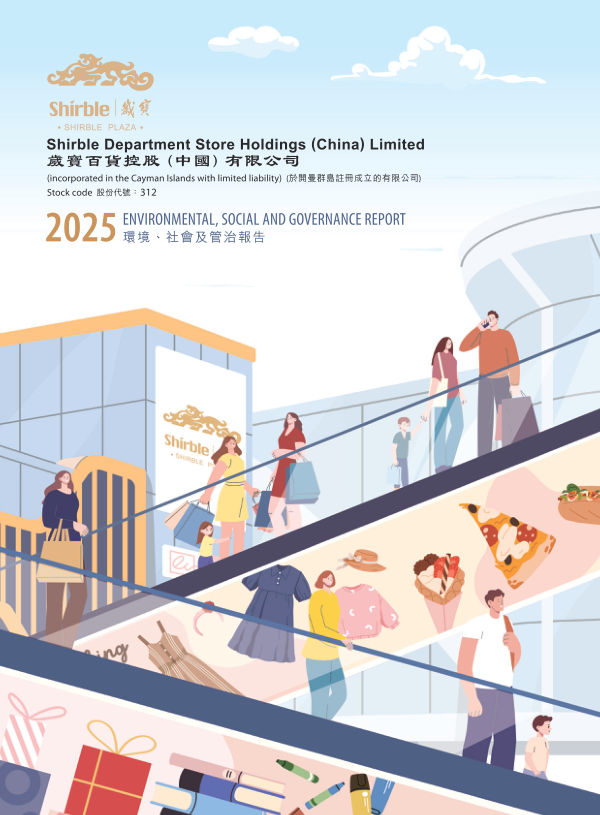 Shirble 歲寶
• SHIRBLE PLAZA •
Shirble Department Store Holdings (China) Limited
歲寶百貨控股（中國）有限公司
(incorporated in the Cayman Islands with limited liability) (於開曼群島註冊成立的有限公司)
Stock code 股份代號：312
2025 ENVIRONMENTAL, SOCIAL AND GOVERNANCE REPORT
環境、社會及管治報告
Shirble
• SHIRBLE P